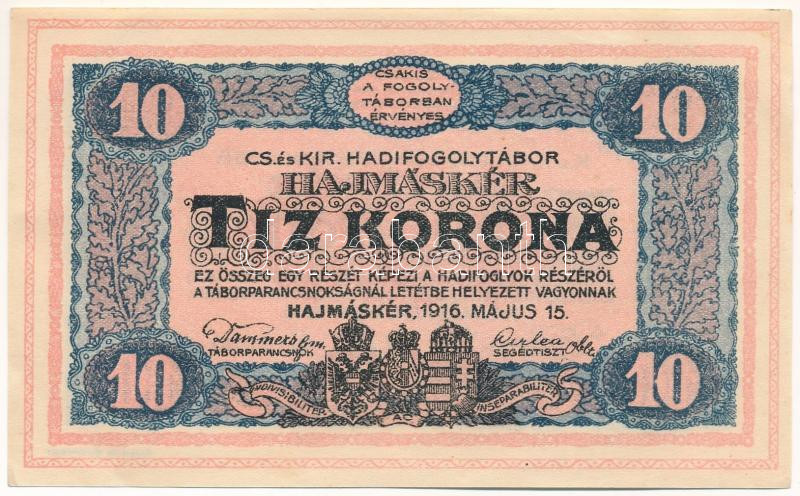 10
CSAKIS
A FOGOLY-
TÁBORBAN
ÉRVÉNYES
10
CS. és KIR. HADIFOGOLYTÁBOR
HAJMÁSKÉR
TIZ KORONA
EZ ÖSSZEG EGY RÉSZÉT KÉPEZI A HADIFOGLYOK RÉSZÉRŐL
A TÁBORPARANCSNOKSÁGNÁL LETÉTBE HELYEZETT VAGYONNAK
HAJMÁSKÉR, 1916. MÁJUS 15.
TÁBORPARANCSNOK
SEGÉDTISZT
10
INDIVISIBILITER
AC
INSEPARABILITER
10